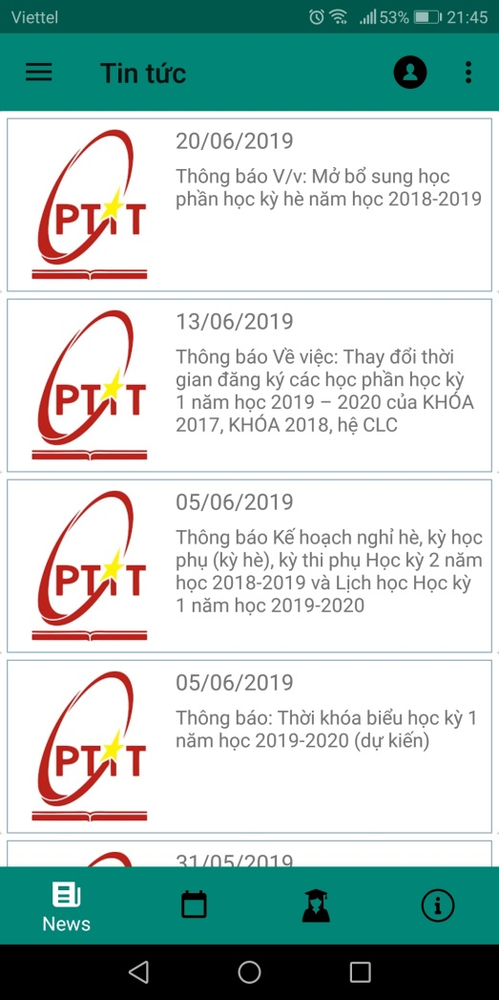 Viettel
53%
21:45
Tin tức
PTIT
20/06/2019
Thông báo V/v: Mở bổ sung học
phần học kỳ hè năm học 2018-2019
PTIT
13/06/2019
Thông báo Về việc: Thay đổi thời
gian đăng ký các học phần học kỳ
1 năm học 2019 – 2020 của KHÓA
2017, KHÓA 2018, hệ CLC
PTIT
05/06/2019
Thông báo Kế hoạch nghỉ hè, kỳ học
phụ (kỳ hè), kỳ thi phụ Học kỳ 2 năm
học 2018-2019 và Lịch học Học kỳ
1 năm học 2019-2020
PTIT
05/06/2019
Thông báo: Thời khóa biểu học kỳ 1
năm học 2019-2020 (dự kiến)
31/05/2019
News